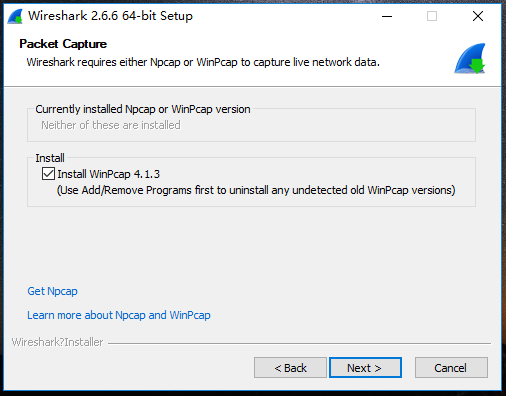 Wireshark 2.6.6 64-bit Setup
Packet Capture
Wireshark requires either Npcap or WinPcap to capture live network data.
Currently installed Npcap or WinPcap version
Neither of these are installed
Install
Install WinPcap 4.1.3
(Use Add/Remove Programs first to uninstall any undetected old WinPcap versions)
Get Npcap
Learn more about Npcap and WinPcap
Wireshark?Installer
< Back
Next >
Cancel